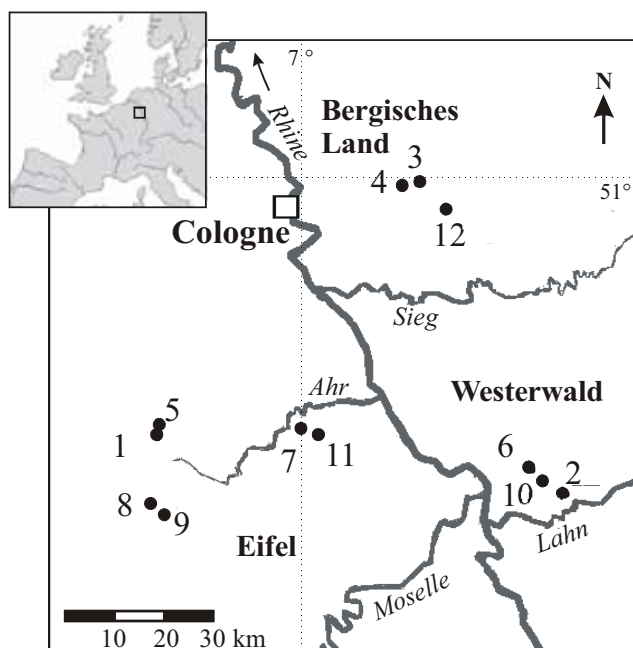 7 °
N
Rhine
Bergisches
Land
3
4
51°
12
Cologne
Sieg
Ahr
Westerwald
5
1
7
11
6
10
2
8
9
Eifel
Lahn
Moselle
10 20 30 km